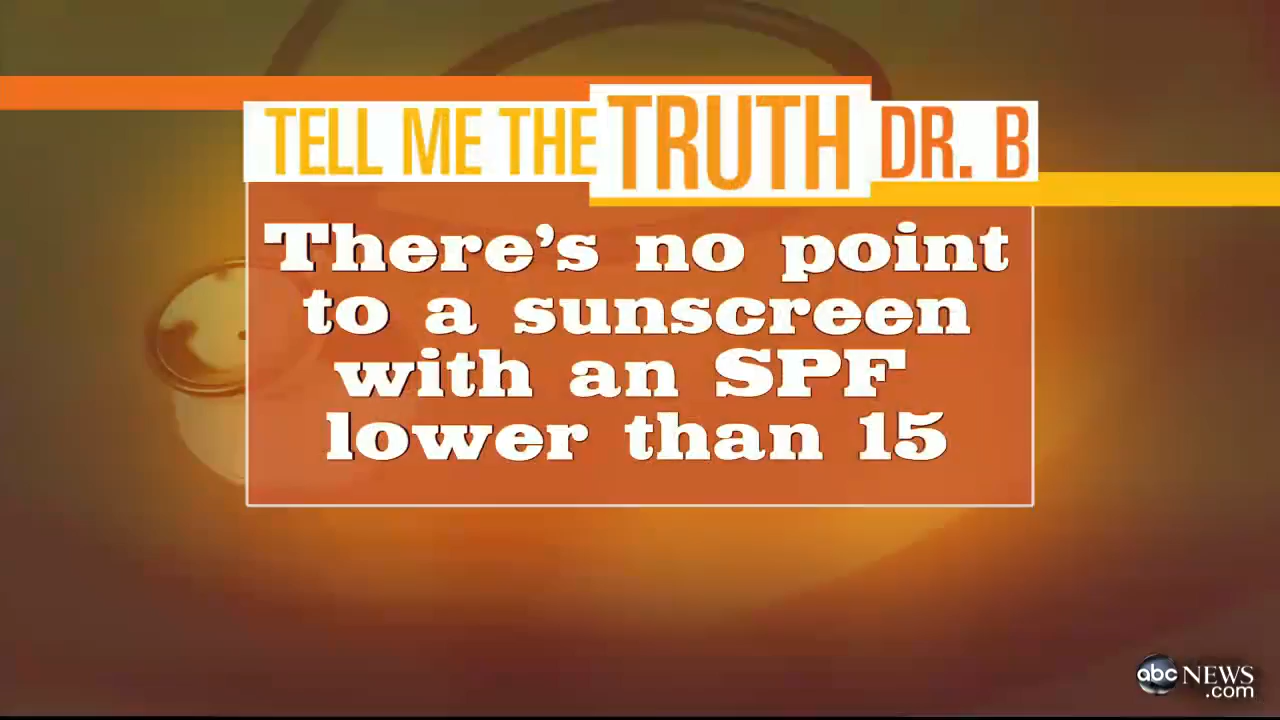 TELL ME THE TRUTH DR. B
There's no point
to a sunscreen
with an SPF
lower than 15
abc NEWS
.com